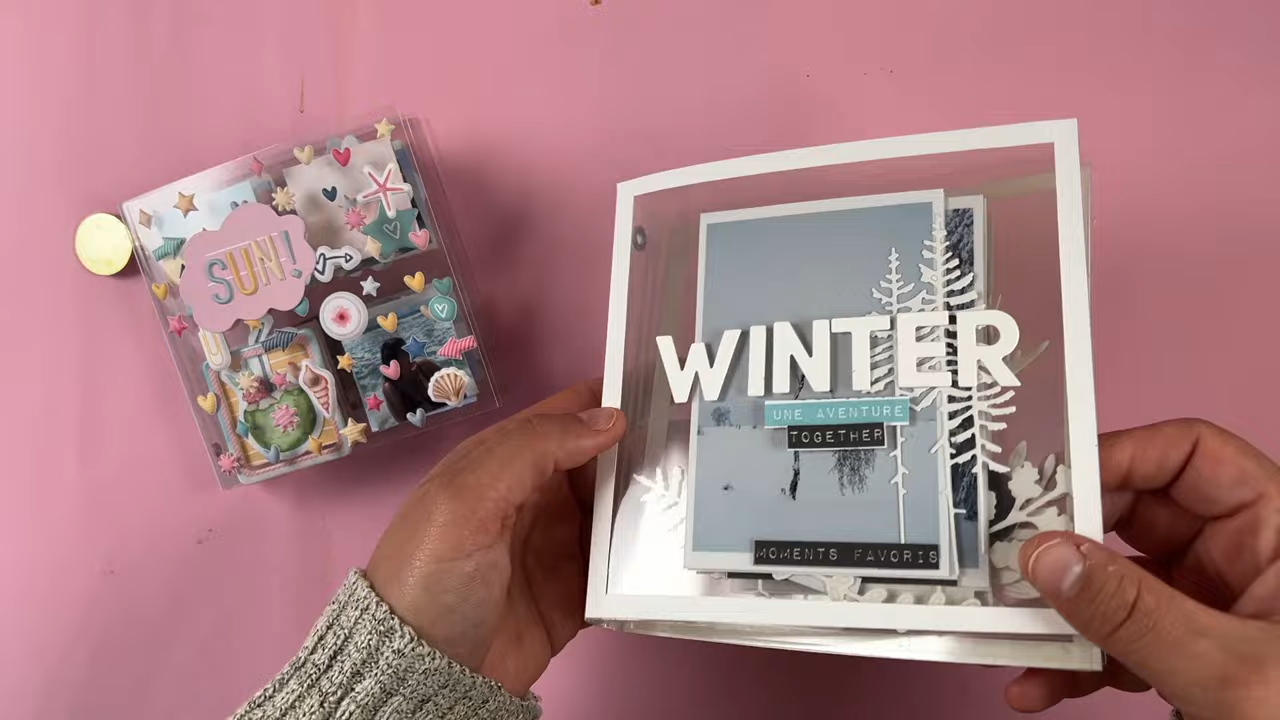 SUN!
WINTER
UNE AVENTURE
TOGETHER
MOMENTS FAVORIS